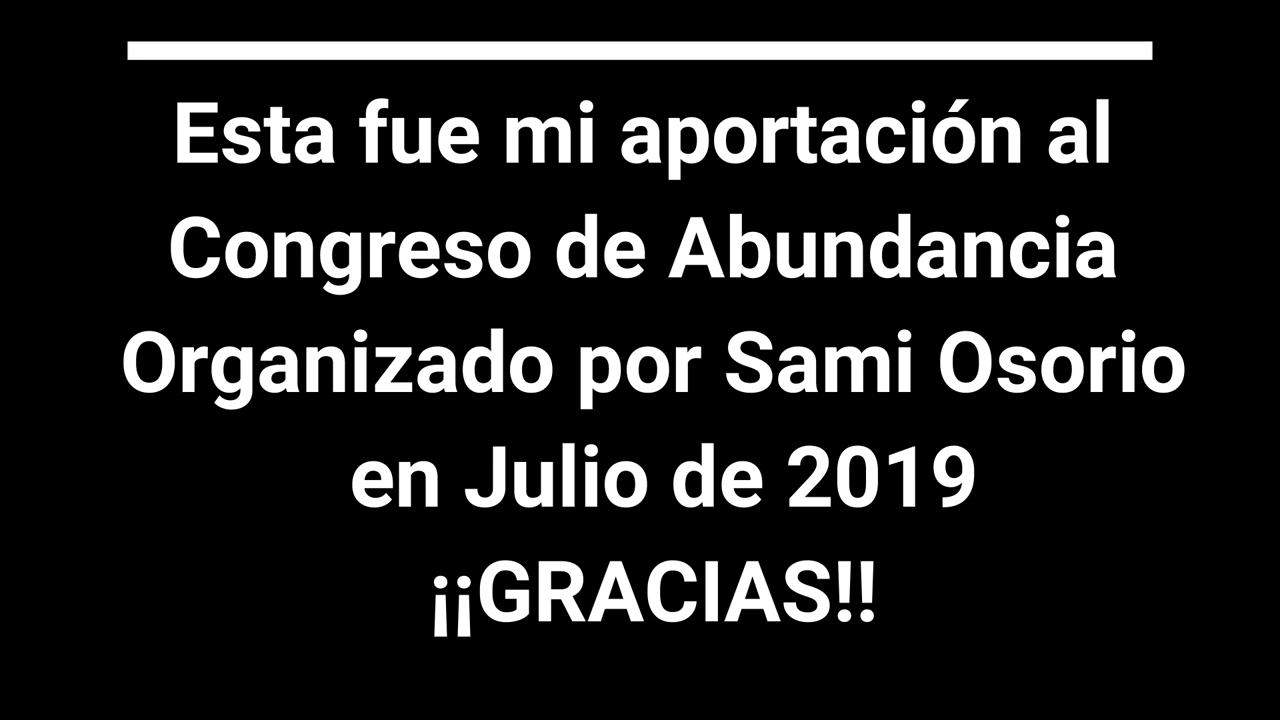 Esta fue mi aportación al
Congreso de Abundancia
Organizado por Sami Osorio
en Julio de 2019
¡¡GRACIAS!!